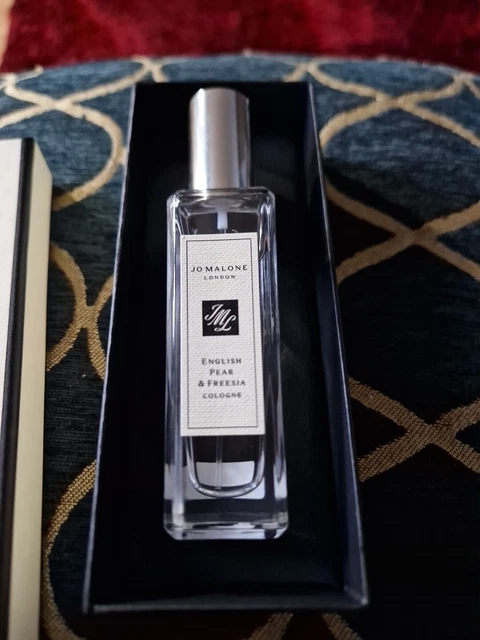 JO MALONE
LONDON
JML
ENGLISH
PEAR
& FREESIA
COLOGNE